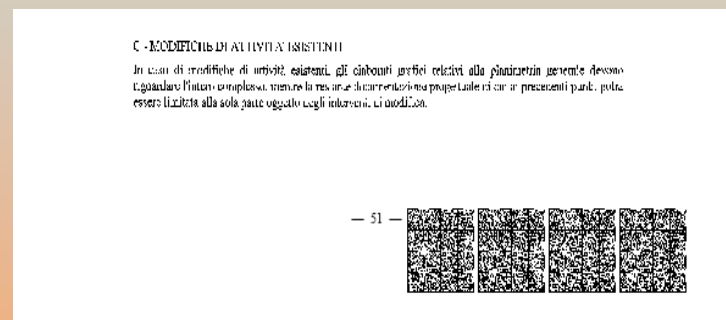 C - MODIFICHE DI ATTIVITA' ESISTENTI
In caso di modifiche di attività esistenti, gli elaborati grafici relativi alla planimetria generale devono
riguardare l'intero complesso, mentre la restante documentazione progettuale di cui ai precedenti punti, potrà
essere limitata alla sola parte oggetto degli interventi di modifica.
— 51 —